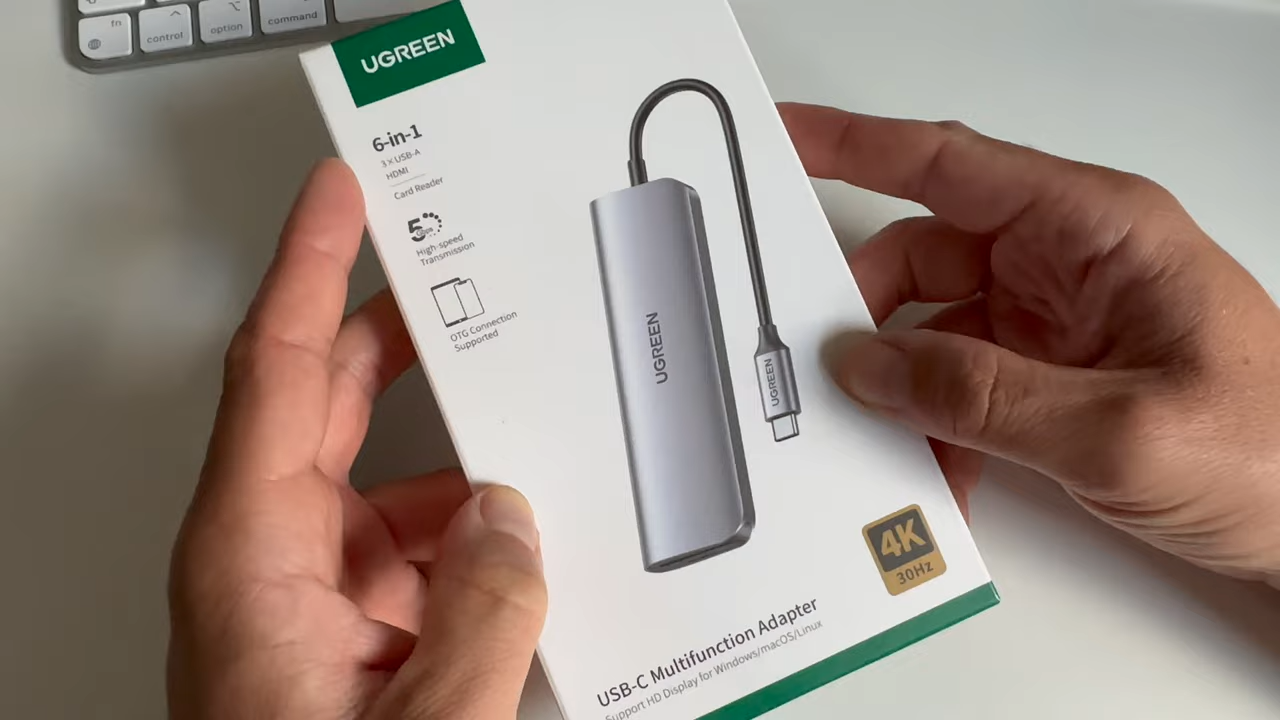 fn
control
option
command
UGREEN
6-in-1
3×USB-A
HDMI
Card Reader
5Gbps
High-speed
Transmission
OTG Connection
Supported
UGREEN
UGREEN
4K
30Hz
USB-C Multifunction Adapter
Support HD Display for Windows/macOS/Linux